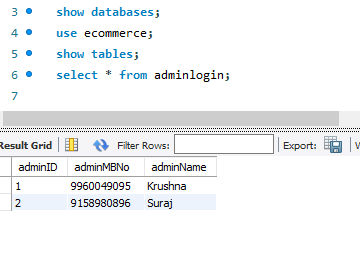 3 show databases;
4 use ecommerce;
5 show tables;
6 select * from adminlogin;
7
Result Grid Filter Rows: Export:
adminID adminMBNo adminName
1 9960049095 Krushna
2 9158980896 Suraj